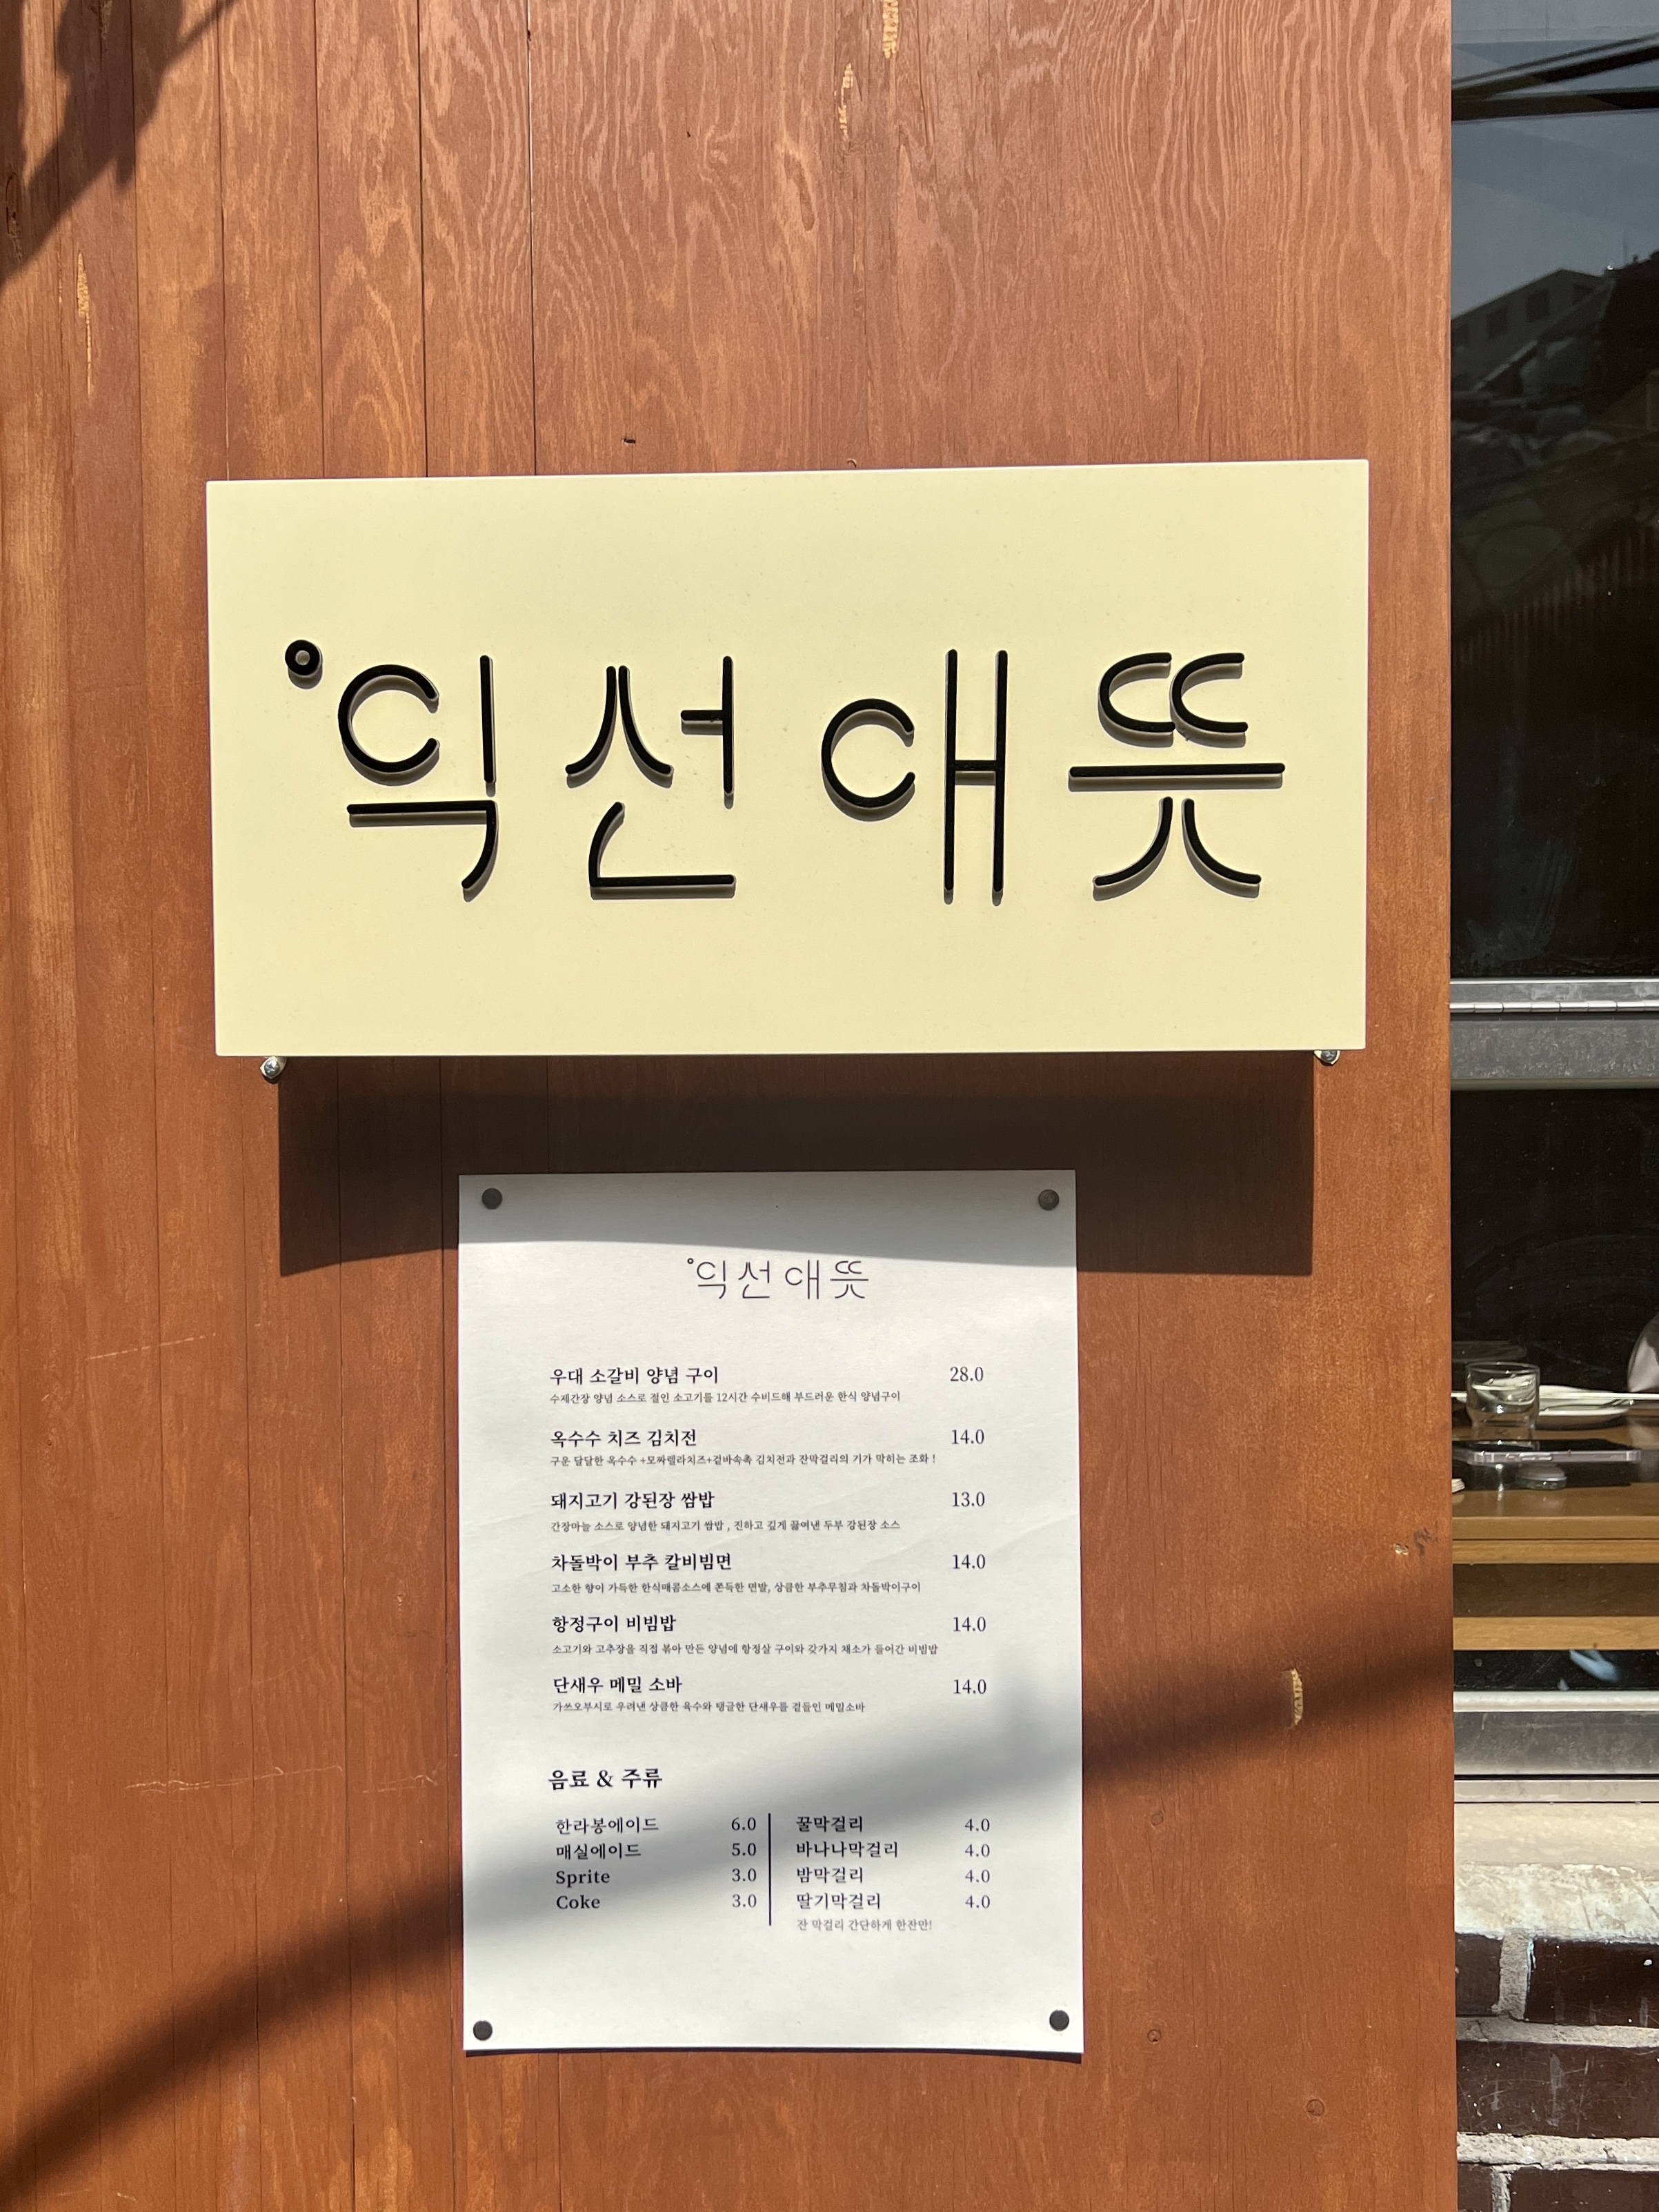 익선애뜻
익선애뜻
우대 소갈비 양념 구이 28.0
수제간장 양념 소스로 절인 소고기를 12시간 수비드해 부드러운 한식 양념구이
옥수수 치즈 김치전 14.0
구운 달달한 옥수수 +모짜렐라치즈+겉바속촉 김치전과 잔막걸리의 기가 막히는 조화 !
돼지고기 강된장 쌈밥 13.0
간장마늘 소스로 양념한 돼지고기 쌈밥 , 진하고 깊게 끓여낸 두부 강된장 소스
차돌박이 부추 칼비빔면 14.0
고소한 향이 가득한 한식매콤소스에 쫀득한 면발, 상큼한 부추무침과 차돌박이구이
항정구이 비빔밥 14.0
소고기와 고추장을 직접 볶아 만든 양념에 항정살 구이와 갖가지 채소가 들어간 비빔밥
단새우 메밀 소바 14.0
가쓰오부시로 우려낸 상큼한 육수와 탱글한 단새우를 곁들인 메밀소바
음료 & 주류
한라봉에이드 6.0
매실에이드 5.0
Sprite 3.0
Coke 3.0
꿀막걸리 4.0
바나나막걸리 4.0
밤막걸리 4.0
딸기막걸리 4.0
잔 막걸리 간단하게 한잔만!